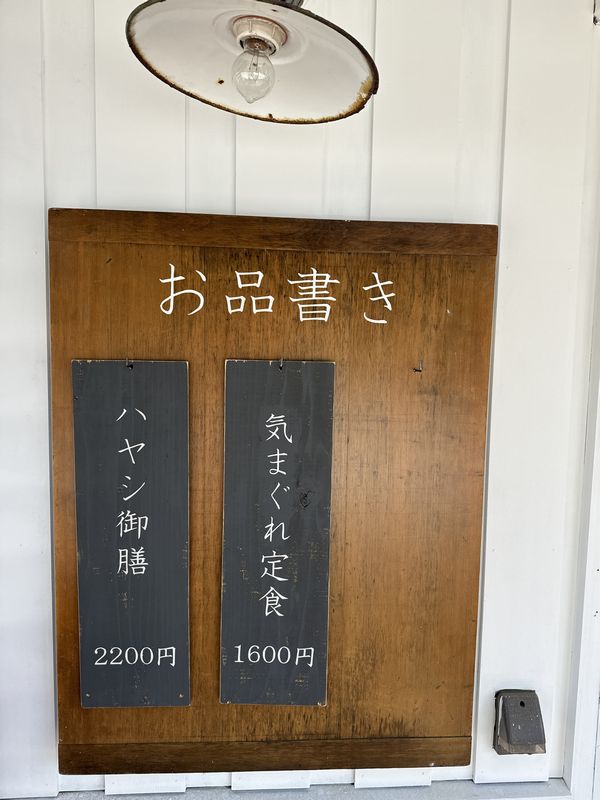 お品書き
気まぐれ定食
1600円
ハヤシ御膳
2200円